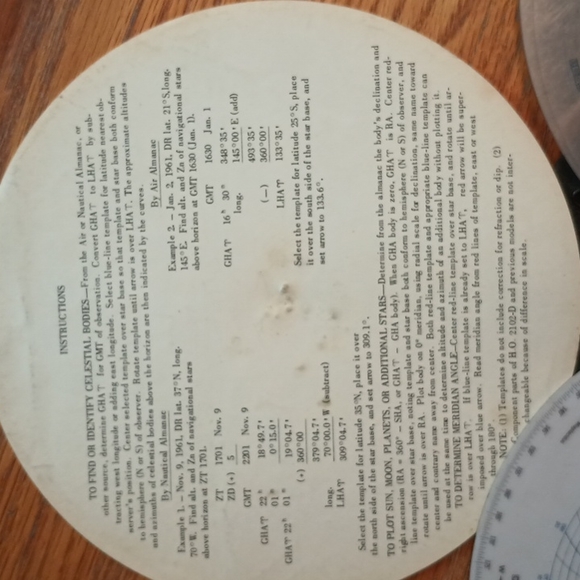 INSTRUCTIONS
TO FIND OR IDENTIFY CELESTIAL BODIES—From the Air or Nautical Almanac, or
other source, determine GHA♈ for GMT of observation. Convert GHA♈ to LHA♈ by sub-
tracting west longitude or adding east longitude. Select blue-line template for latitude nearest ob-
server's position. Center selected template over star base so that template and star base both conform
to hemisphere (N or S) of observer. Rotate template until arrow is over LHA♈. The approximate altitudes
and azimuths of celestial bodies above the horizon are then indicated by the curves.
By Nautical Almanac
Example 1 - Nov. 9, 1961, DR lat. 37°N, long.
70°W. Find alt. and Zn of navigational stars
above horizon at ZT 1701.
ZT 1701 Nov. 9
ZD (+) 5
GMT 2201 Nov. 9
GHA♈ 22ʰ 18°49.7'
01ᵐ 0°15.0'
GHA♈ 22ʰ 01ᵐ 19°04.7'
(+) 360°00'
379°04.7'
long. 70°00.0'W (subtract)
LHA♈ 309°04.7'
Select the template for latitude 35°N, place it over
the north side of the star base, and set arrow to 309.1°.
By Air Almanac
Example 2 - Jan. 2, 1961, DR lat. 21°S, long.
145°E. Find alt. and Zn of navigational stars
above horizon at GMT 1630 (Jan. 1).
GMT 1630 Jan. 1
GHA♈ 16ʰ 30ᵐ 348°35'
long. 145°00'E (add)
493°35'
(-) 360°00'
LHA♈ 133°35'
Select the template for latitude 25°S, place
it over the south side of the star base, and
set arrow to 133.6°.
TO PLOT SUN, MOON, PLANETS, OR ADDITIONAL STARS—Determine from the almanac the body's declination and
right ascension (RA = 360° - SHA, or GHA♈ - GHA body). When GHA body is zero, GHA♈ is RA. Center red-
line template over star base, noting template and star base both conform to hemisphere (N or S) of observer, and
rotate until arrow is over RA. Plot body on 0° meridian, using radial scale for declination, same name toward
center and contrary name away from center. Both red-line template and appropriate blue-line template can
be used at the same time to determine altitude and azimuth of an additional body without plotting it.
TO DETERMINE MERIDIAN ANGLE—Center red-line template over star base, and rotate until ar-
row is over LHA♈. If blue-line template is already set to LHA♈, red arrow will be super-
imposed over blue arrow. Read meridian angle from red lines of template, east or west
through 180°.
NOTE. (1) Templates do not include correction for refraction or dip. (2)
Component parts of H.O. 2102-D and previous models are not inter-
changeable because of difference in scale.